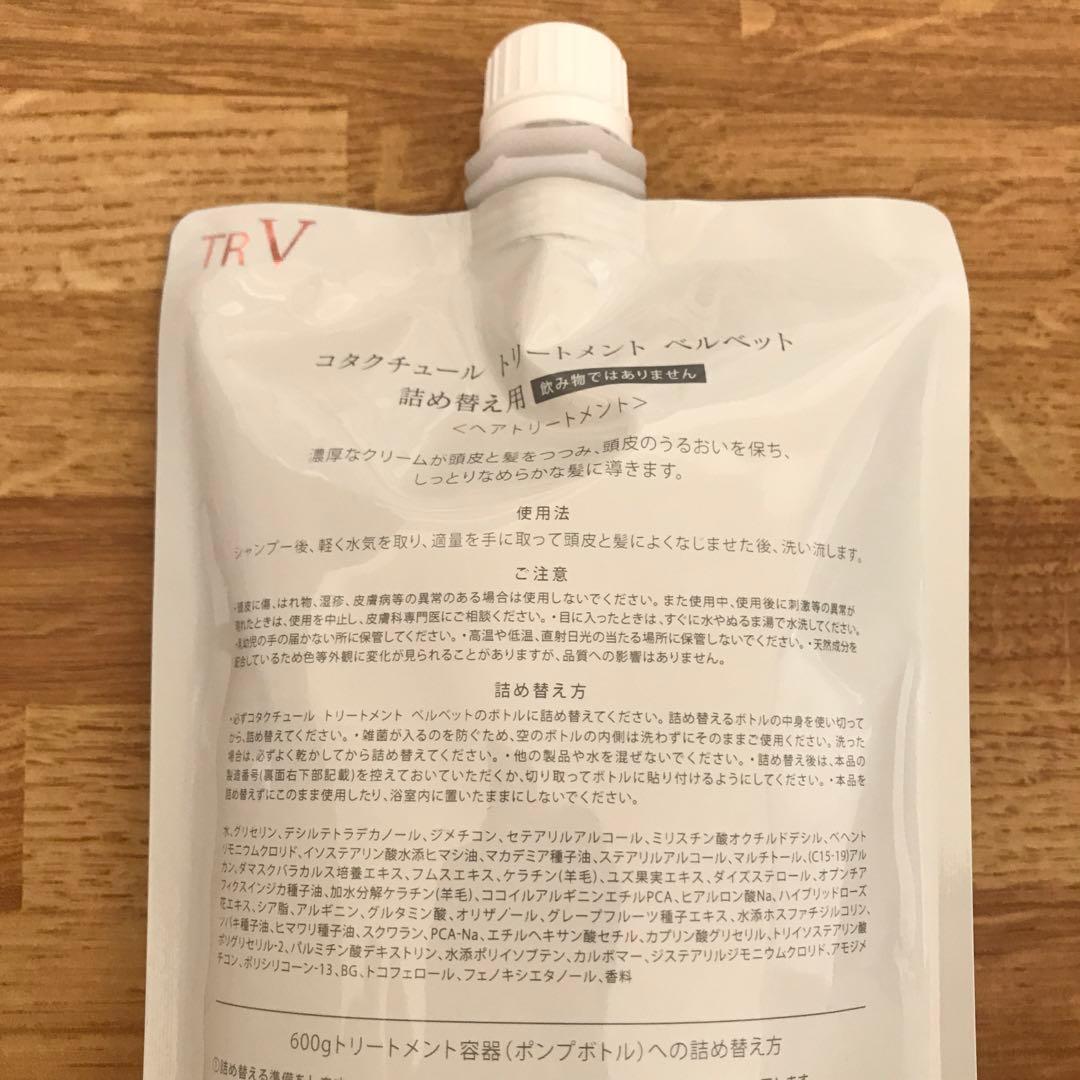 TR V
コタクチュール トリートメント ベルベット
詰め替え用 飲み物ではありません
＜ヘアトリートメント＞
濃厚なクリームが頭皮と髪をつつみ、頭皮のうるおいを保ち、
しっとりなめらかな髪に導きます。
使用法
シャンプー後、軽く水気を取り、適量を手に取って頭皮と髪によくなじませた後、洗い流します。
ご注意
・頭皮に傷、はれ物、湿疹、皮膚病等の異常のある場合は使用しないでください。また使用中、使用後に刺激等の異常が
現れたときは、使用を中止し、皮膚科専門医にご相談ください。・目に入ったときは、すぐに水やぬるま湯で水洗してください。
・乳幼児の手の届かない所に保管してください。・高温や低温、直射日光の当たる場所に保管しないでください。・天然成分を
配合しているため色等外観に変化が見られることがありますが、品質への影響はありません。
詰め替え方
・必ずコタクチュール トリートメント ベルベットのボトルに詰め替えてください。詰め替えるボトルの中身を使い切って
から、詰め替えてください。・雑菌が入るのを防ぐため、空のボトルの内側は洗わずにそのままご使用ください。洗った
場合は、必ずよく乾かしてから詰め替えてください。・他の製品や水を混ぜないでください。・詰め替え後は、本品の
製造番号(裏面右下部記載)を控えておいていただくか、切り取ってボトルに貼り付けるようにしてください。・本品を
詰め替えずにこのまま使用したり、浴室内に置いたままにしないでください。
水、グリセリン、デシルテトラデカノール、ジメチコン、セテアリルアルコール、ミリスチン酸オクチルドデシル、ベヘント
リモニウムクロリド、イソステアリン酸水添ヒマシ油、マカデミア種子油、ステアリルアルコール、マルチトール、(C15-19)アル
カン、ダマスクバラカルス培養エキス、フムスエキス、ケラチン(羊毛)、ユズ果実エキス、ダイズステロール、オプンチア
フィクスインジカ種子油、加水分解ケラチン(羊毛)、ココイルアルギニンエチルPCA、ヒアルロン酸Na、ハイブリッドローズ
花エキス、シア脂、アルギニン、グルタミン酸、オリザノール、グレープフルーツ種子エキス、水添ホスファチジルコリン、
ツバキ種子油、ヒマワリ種子油、スクワラン、PCA-Na、エチルヘキサン酸セチル、カプリン酸グリセリル、トリイソステアリン酸
ポリグリセリル-2、パルミチン酸デキストリン、水添ポリイソブテン、カルボマー、ジステアリルジモニウムクロリド、アモジメ
チコン、ポリシリコーン-13、BG、トコフェロール、フェノキシエタノール、香料
600gトリートメント容器（ポンプボトル）への詰め替え方
①詰め替える準備をします